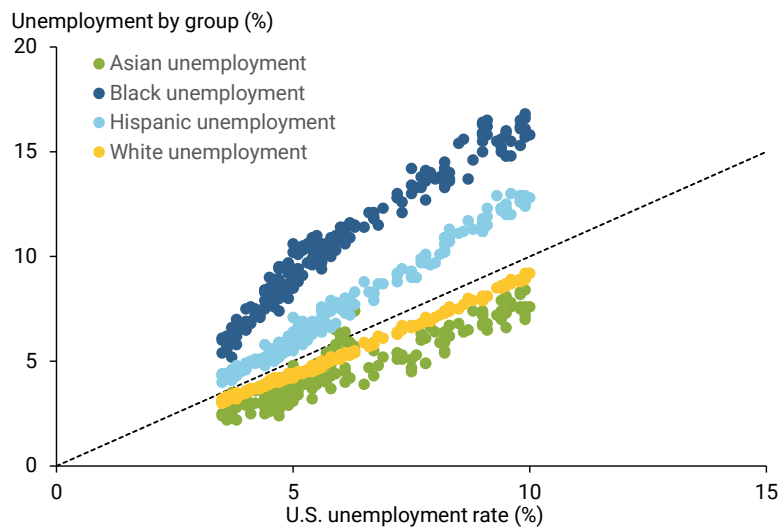 Unemployment by group (%)
20
Asian unemployment
Black unemployment
Hispanic unemployment
White unemployment
15
10
5
0
0 5 10 15
U.S. unemployment rate (%)